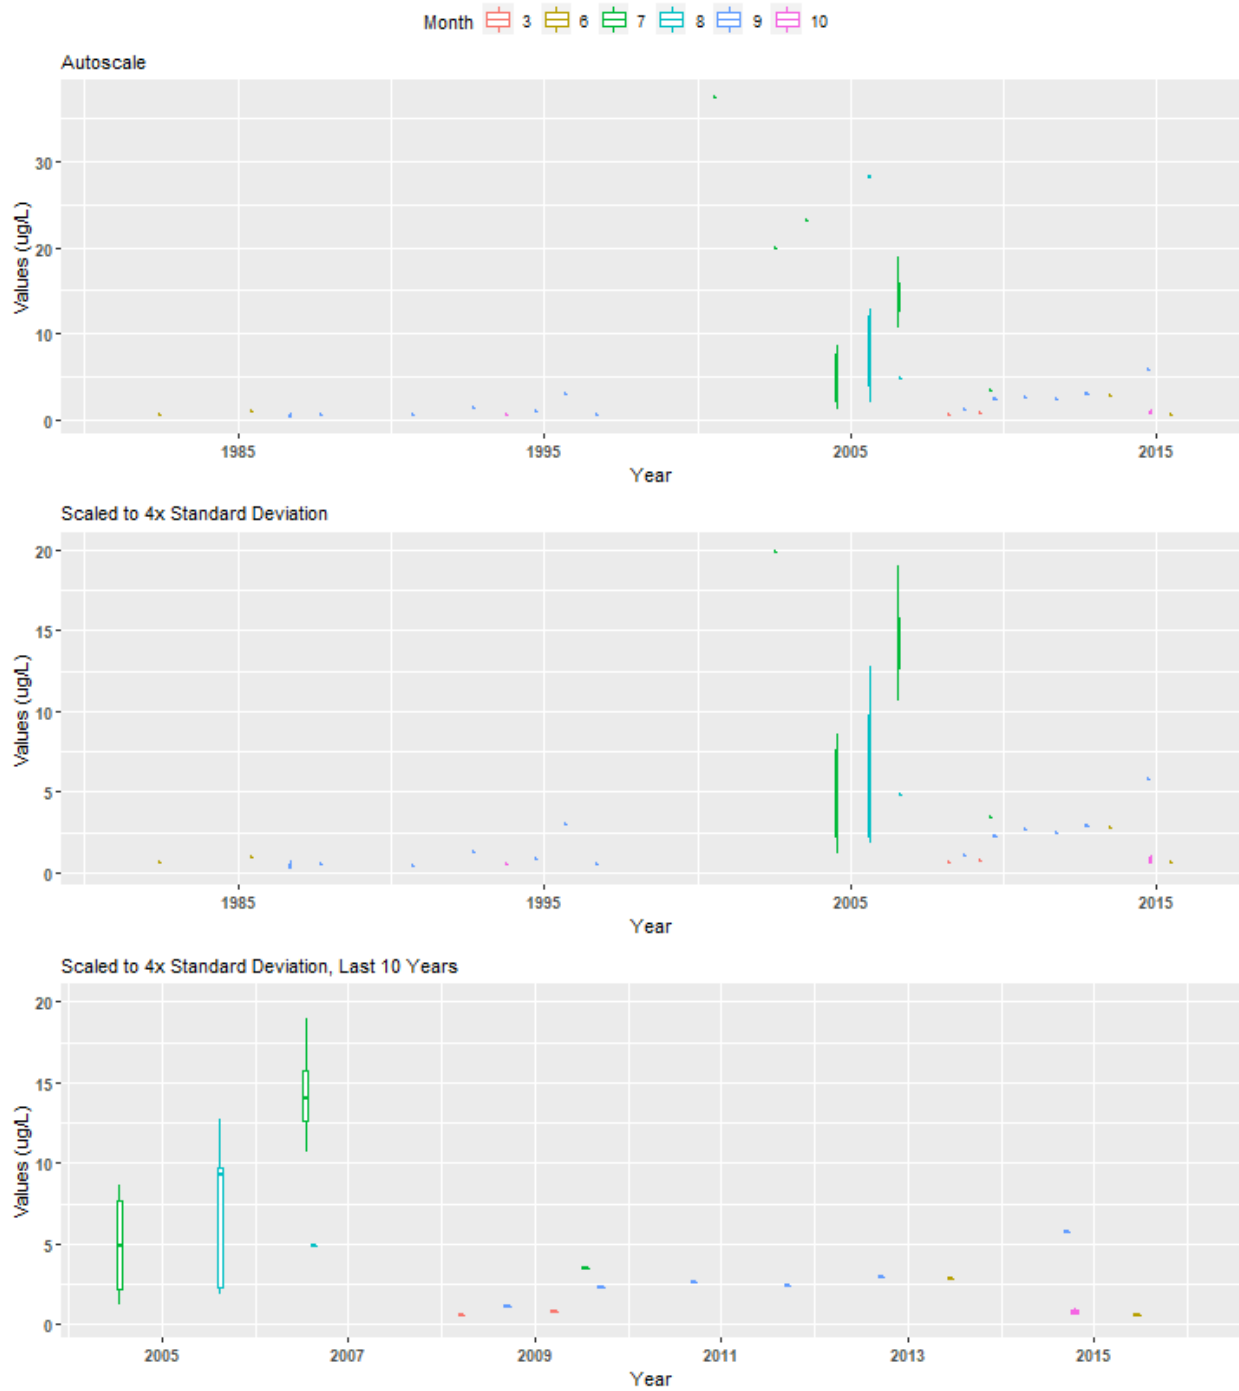 Month 3 6 7 8 9 10
Autoscale
Values (ug/L)
30
20
10
0
1985 1995 2005 2015
Year
Scaled to 4x Standard Deviation
Values (ug/L)
20
15
10
5
0
1985 1995 2005 2015
Year
Scaled to 4x Standard Deviation, Last 10 Years
Values (ug/L)
20
15
10
5
0
2005 2007 2009 2011 2013 2015
Year